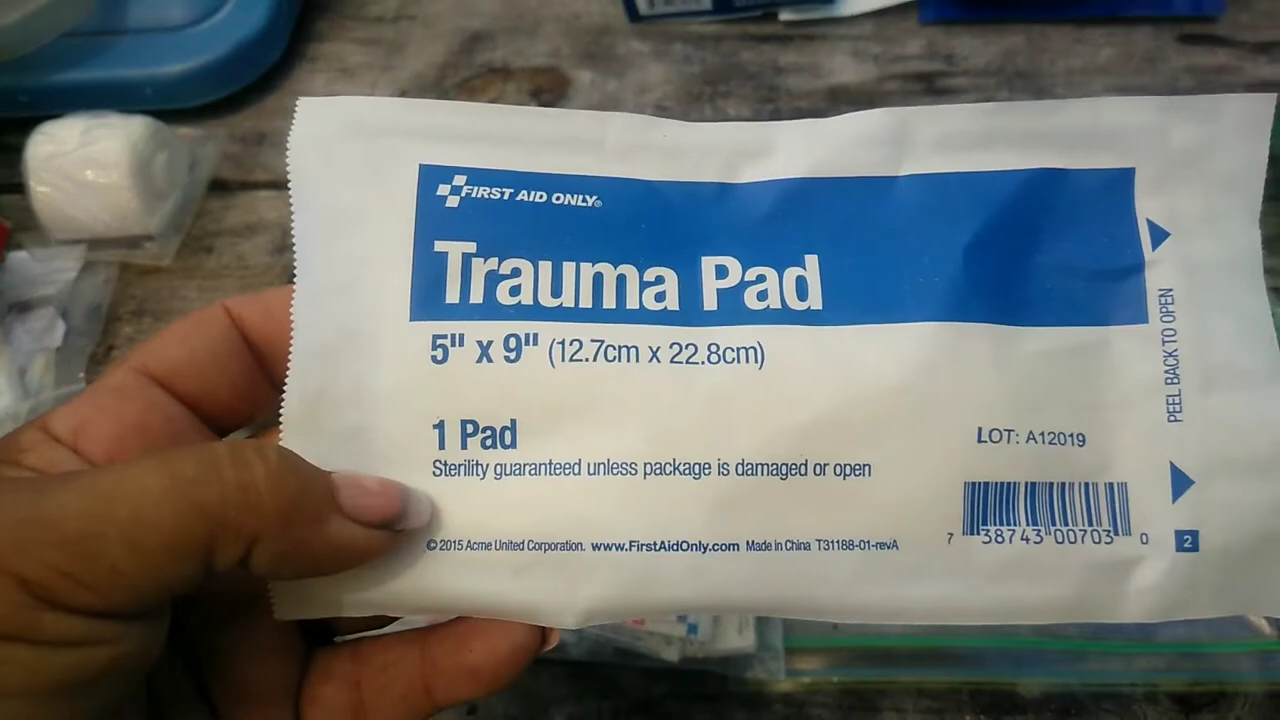 FIRST AID ONLY®
Trauma Pad
5" x 9" (12.7cm x 22.8cm)
1 Pad
Sterility guaranteed unless package is damaged or open
© 2015 Acme United Corporation. www.FirstAidOnly.com Made in China T31188-01-revA
LOT: A12019
7 38743 00703 0
2
PEEL BACK TO OPEN